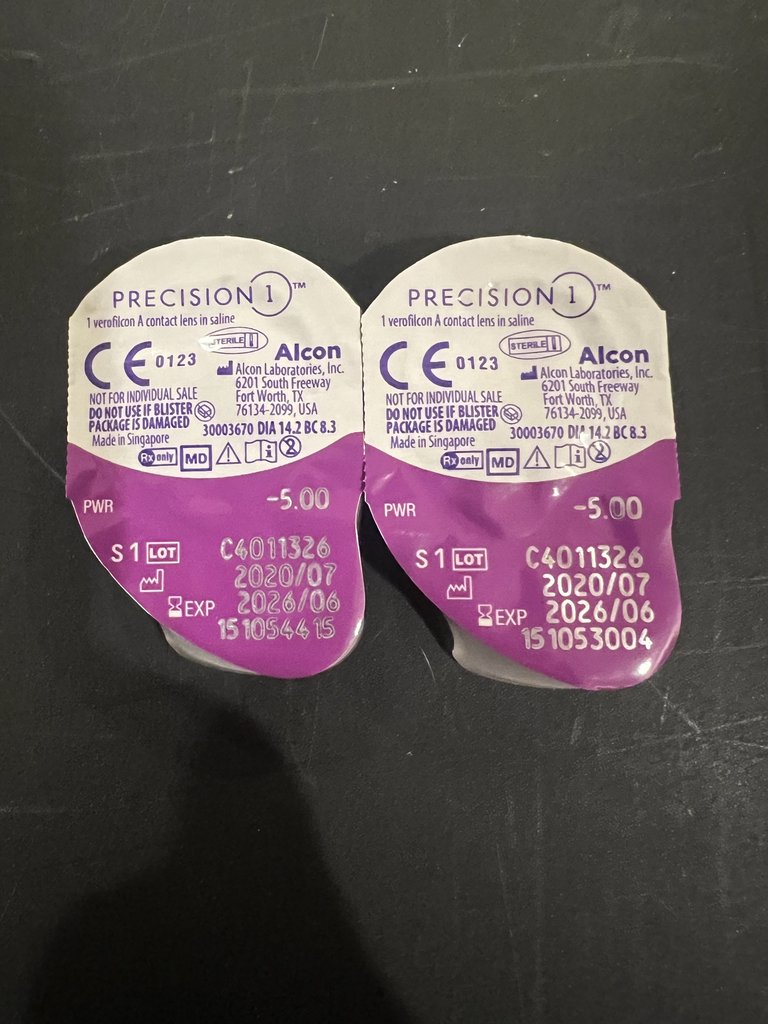 PRECISION 1™
1 verofilcon A contact lens in saline
STERILE
CE 0123
Alcon
Alcon Laboratories, Inc.
6201 South Freeway
Fort Worth, TX
76134-2099, USA
NOT FOR INDIVIDUAL SALE
DO NOT USE IF BLISTER
PACKAGE IS DAMAGED
Made in Singapore
30003670 DIA 14.2 BC 8.3
Rx only MD
PWR -5.00
S 1 LOT C4011326
2020/07
EXP 2026/06
151054415
PRECISION 1™
1 verofilcon A contact lens in saline
STERILE
CE 0123
Alcon
Alcon Laboratories, Inc.
6201 South Freeway
Fort Worth, TX
76134-2099, USA
NOT FOR INDIVIDUAL SALE
DO NOT USE IF BLISTER
PACKAGE IS DAMAGED
Made in Singapore
30003670 DIA 14.2 BC 8.3
Rx only MD
PWR -5.00
S 1 LOT C4011326
2020/07
EXP 2026/06
151053004